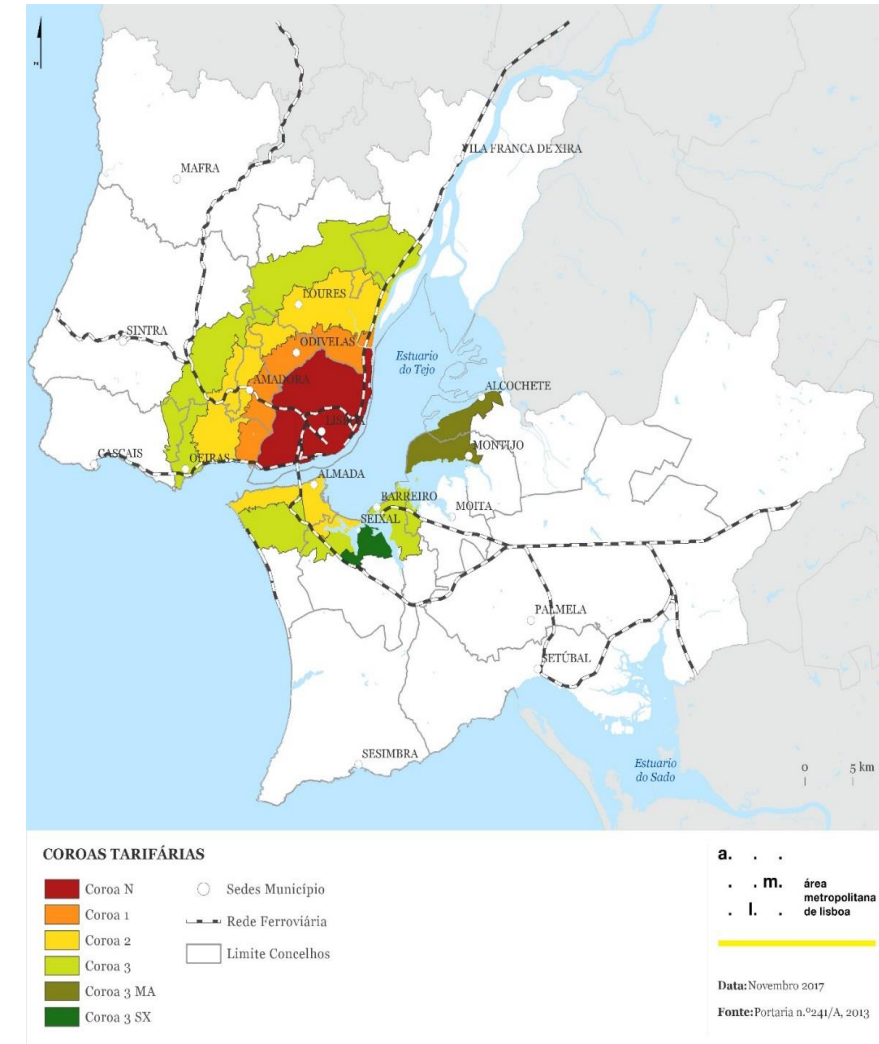 N
MAFRA
VILA FRANCA DE XIRA
LOURES
SINTRA
ODIVELAS
Estuario
do Tejo
AMADORA
ALCOCHETE
LISBOA
MONTIJO
CASCAIS
OEIRAS
ALMADA
BARREIRO
SEIXAL
MOITA
PALMELA
SETÚBAL
SESIMBRA
Estuario
do Sado
0 5 km
COROAS TARIFÁRIAS
Coroa N
Coroa 1
Coroa 2
Coroa 3
Coroa 3 MA
Coroa 3 SX
Sedes Município
Rede Ferroviária
Limite Concelhos
a. . .
. . m.
. l. .
área
metropolitana
de lisboa
Data:Novembro 2017
Fonte:Portaria n.º241/A, 2013